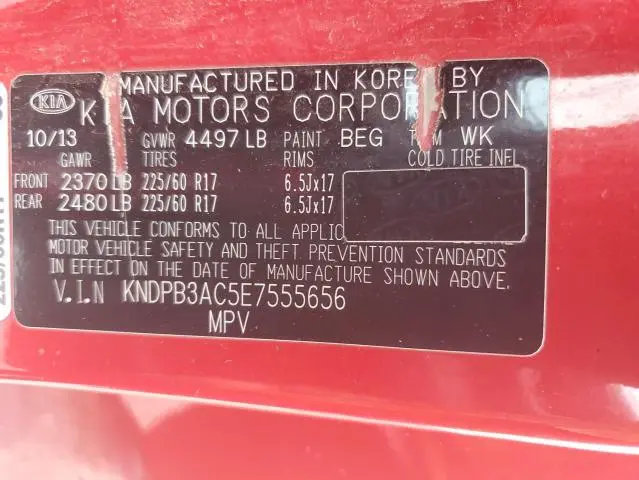 MANUFACTURED IN KOREA BY
KIA KIA MOTORS CORPORATION
10/13 GVWR 4497 LB PAINT BEG TRIM WK
GAWR TIRES RIMS COLD TIRE INFL
FRONT 2370 LB 225/60 R17 6.5Jx17
REAR 2480 LB 225/60 R17 6.5Jx17
THIS VEHICLE CONFORMS TO ALL APPLIC
MOTOR VEHICLE SAFETY AND THEFT PREVENTION STANDARDS
IN EFFECT ON THE DATE OF MANUFACTURE SHOWN ABOVE.
V.I.N KNDPB3AC5E7555656
MPV